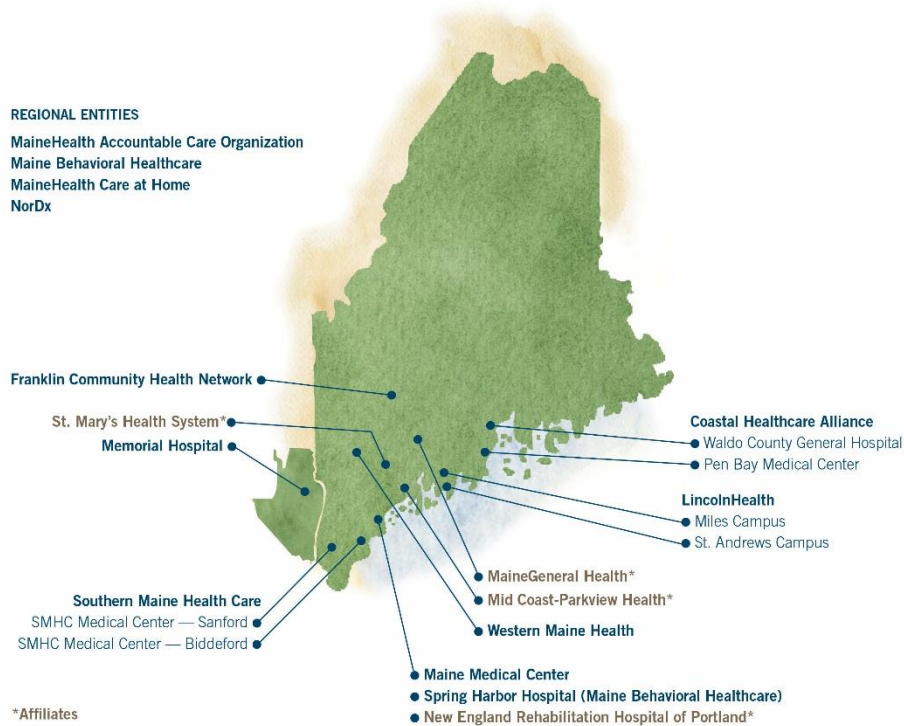 REGIONAL ENTITIES
MaineHealth Accountable Care Organization
Maine Behavioral Healthcare
MaineHealth Care at Home
NorDx
Franklin Community Health Network
St. Mary's Health System*
Memorial Hospital
Coastal Healthcare Alliance
Waldo County General Hospital
Pen Bay Medical Center
LincolnHealth
Miles Campus
St. Andrews Campus
MaineGeneral Health*
Mid Coast-Parkview Health*
Western Maine Health
Southern Maine Health Care
SMHC Medical Center — Sanford
SMHC Medical Center — Biddeford
Maine Medical Center
Spring Harbor Hospital (Maine Behavioral Healthcare)
New England Rehabilitation Hospital of Portland*
*Affiliates